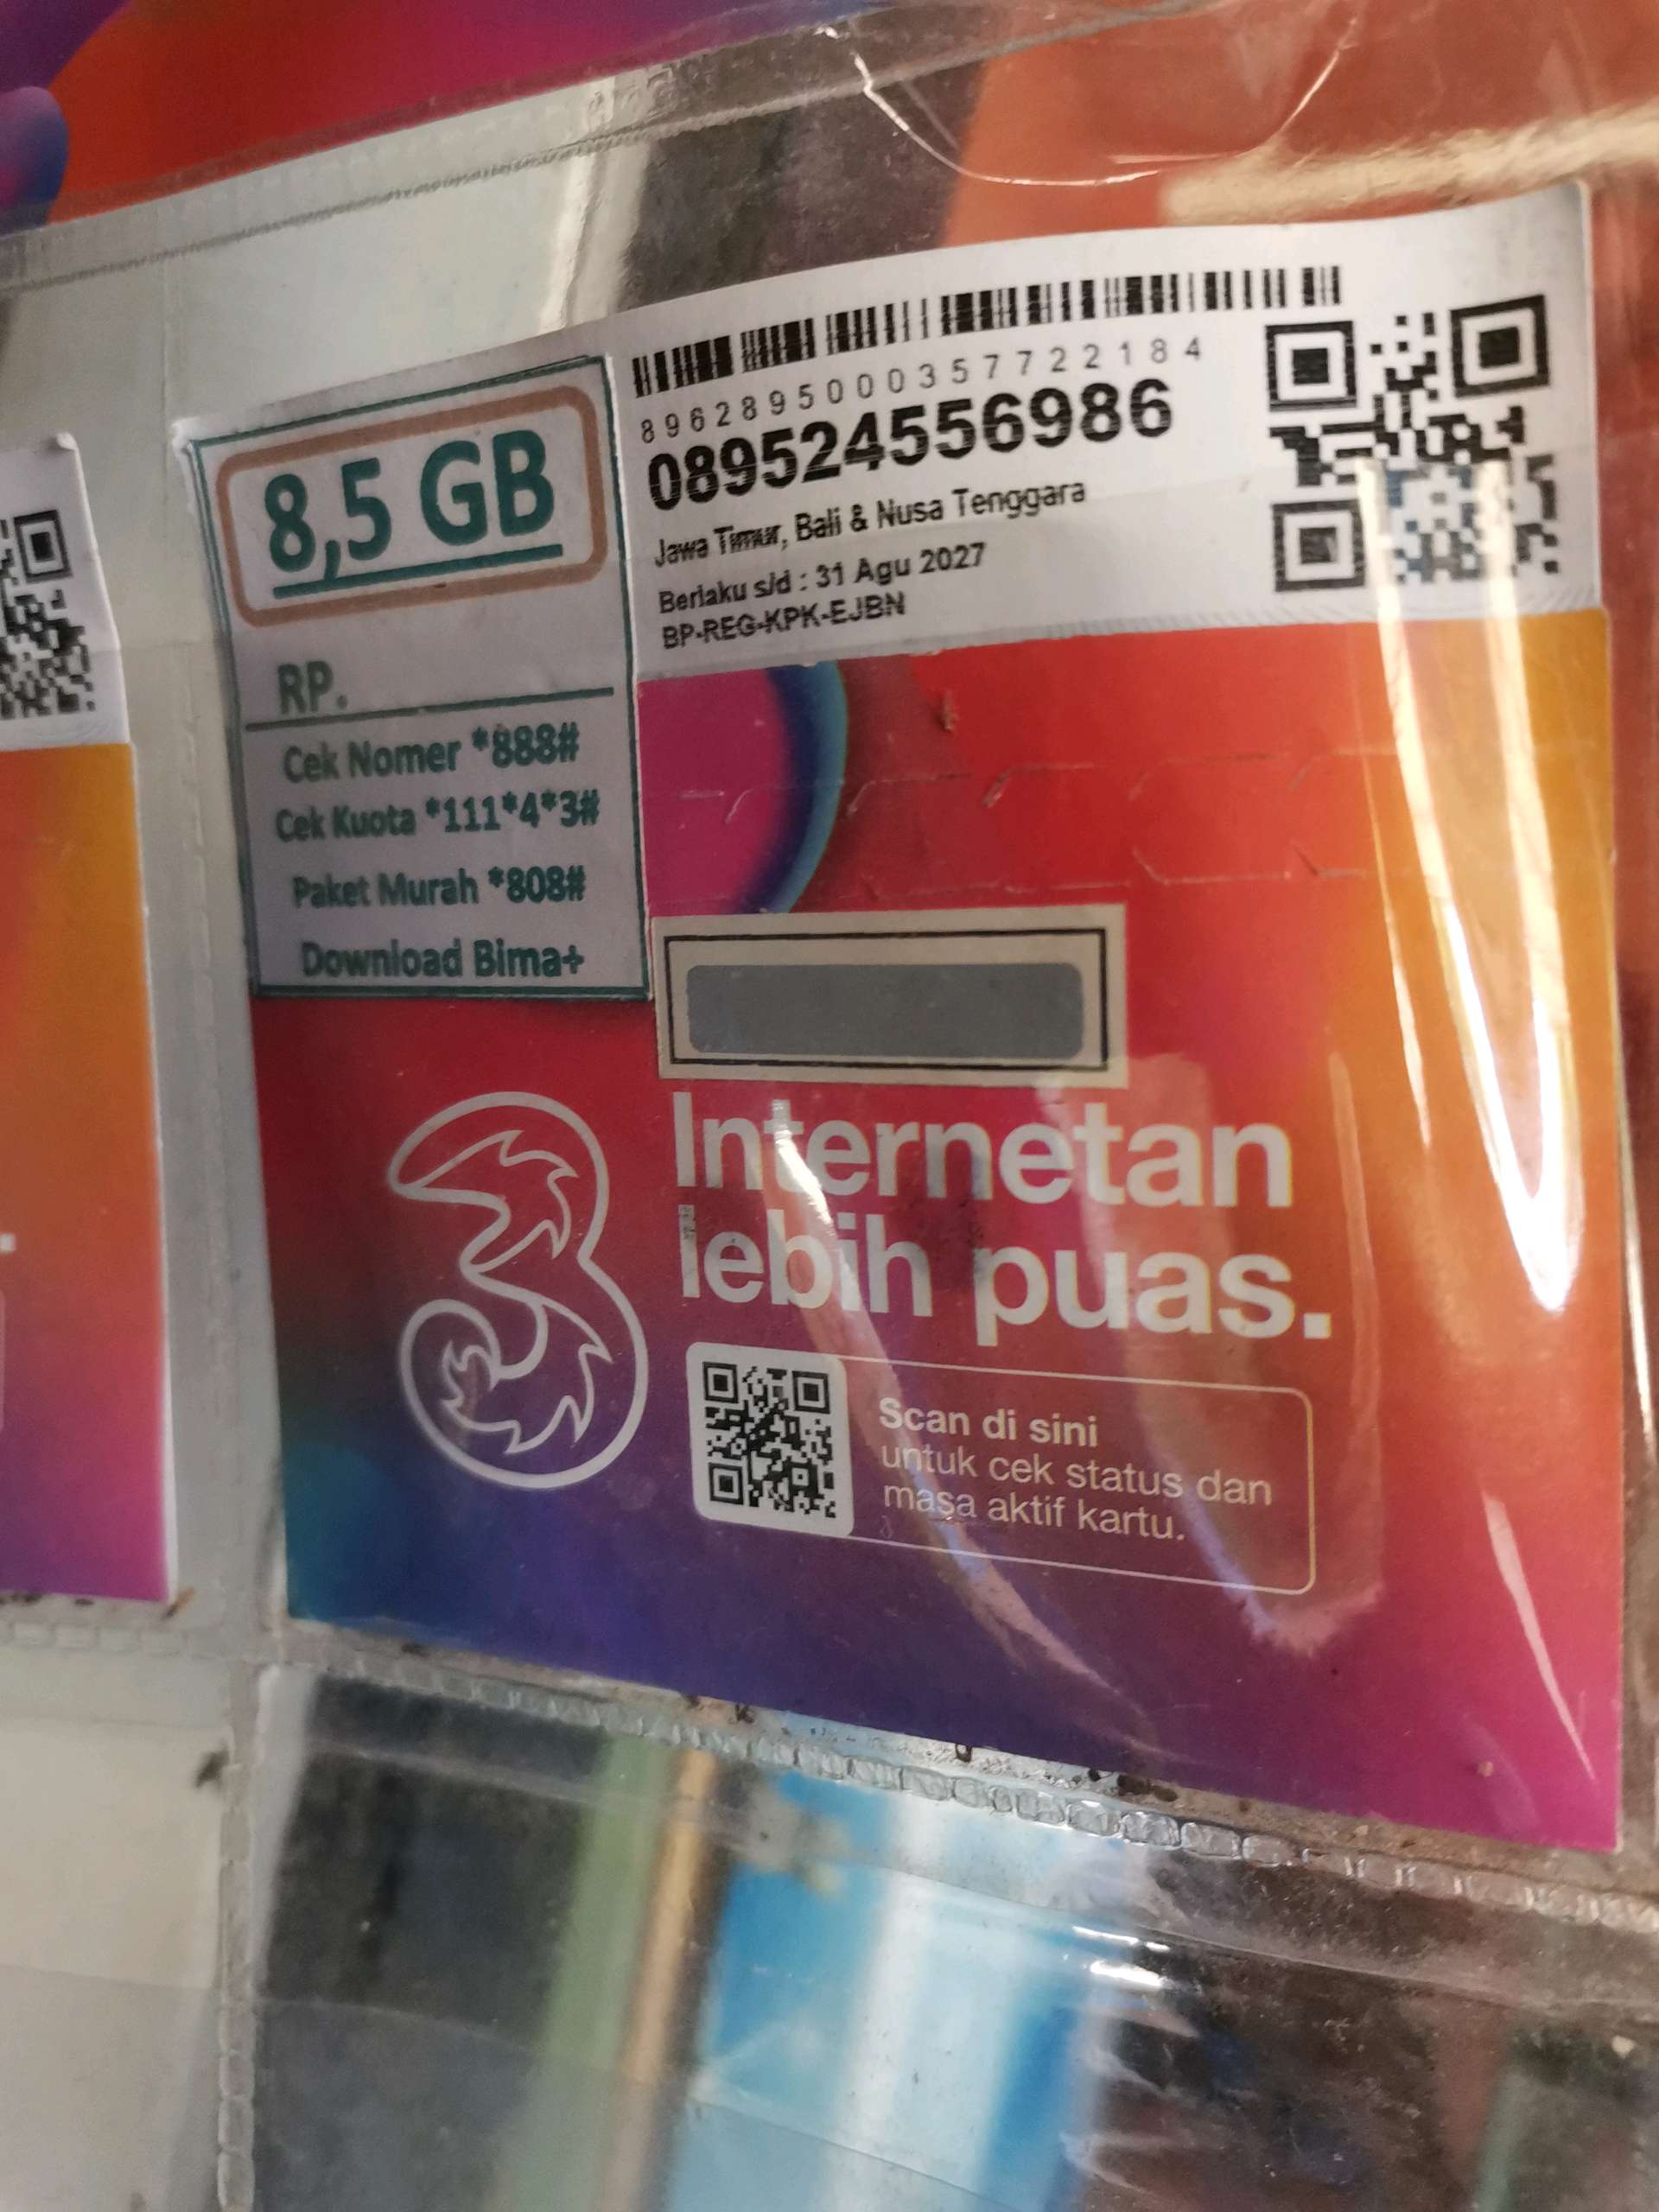 8962895000357722184
089524556986
Jawa Timur, Bali & Nusa Tenggara
Berlaku s/d : 31 Agu 2027
BP-REG-KPK-EJBN
8,5 GB
RP.
Cek Nomer *888#
Cek Kuota *111*4*3#
Paket Murah *808#
Download Bima+
3
Internetan
lebih puas.
Scan di sini
untuk cek status dan
masa aktif kartu.